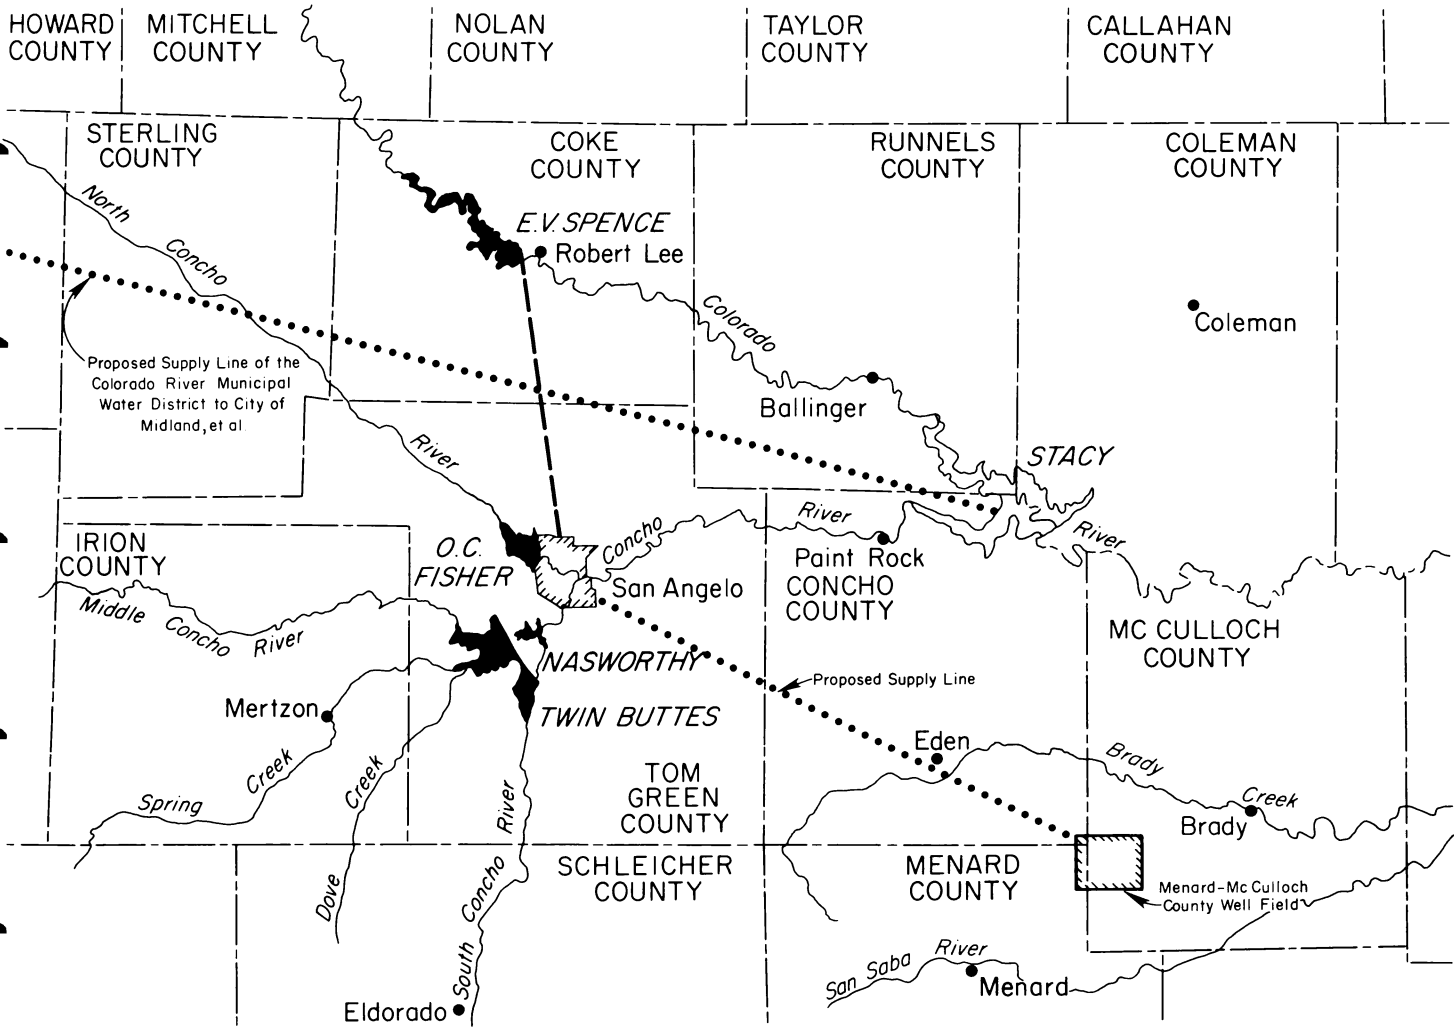 HOWARD
COUNTY
MITCHELL
COUNTY
NOLAN
COUNTY
TAYLOR
COUNTY
CALLAHAN
COUNTY
STERLING
COUNTY
COKE
COUNTY
RUNNELS
COUNTY
COLEMAN
COUNTY
North Concho River
E.V. SPENCE
Robert Lee
Colorado River
Coleman
Proposed Supply Line of the
Colorado River Municipal
Water District to City of
Midland, et al
Ballinger
STACY
IRION
COUNTY
O.C.
FISHER
Concho River
San Angelo
Paint Rock
CONCHO
COUNTY
Middle Concho River
NASWORTHY
MC CULLOCH
COUNTY
Proposed Supply Line
Mertzon
TWIN BUTTES
Eden
Brady Creek
Spring Creek
Dove Creek
South Concho River
TOM
GREEN
COUNTY
Brady
SCHLEICHER
COUNTY
MENARD
COUNTY
Menard-Mc Culloch
County Well Field
San Saba River
Menard
Eldorado